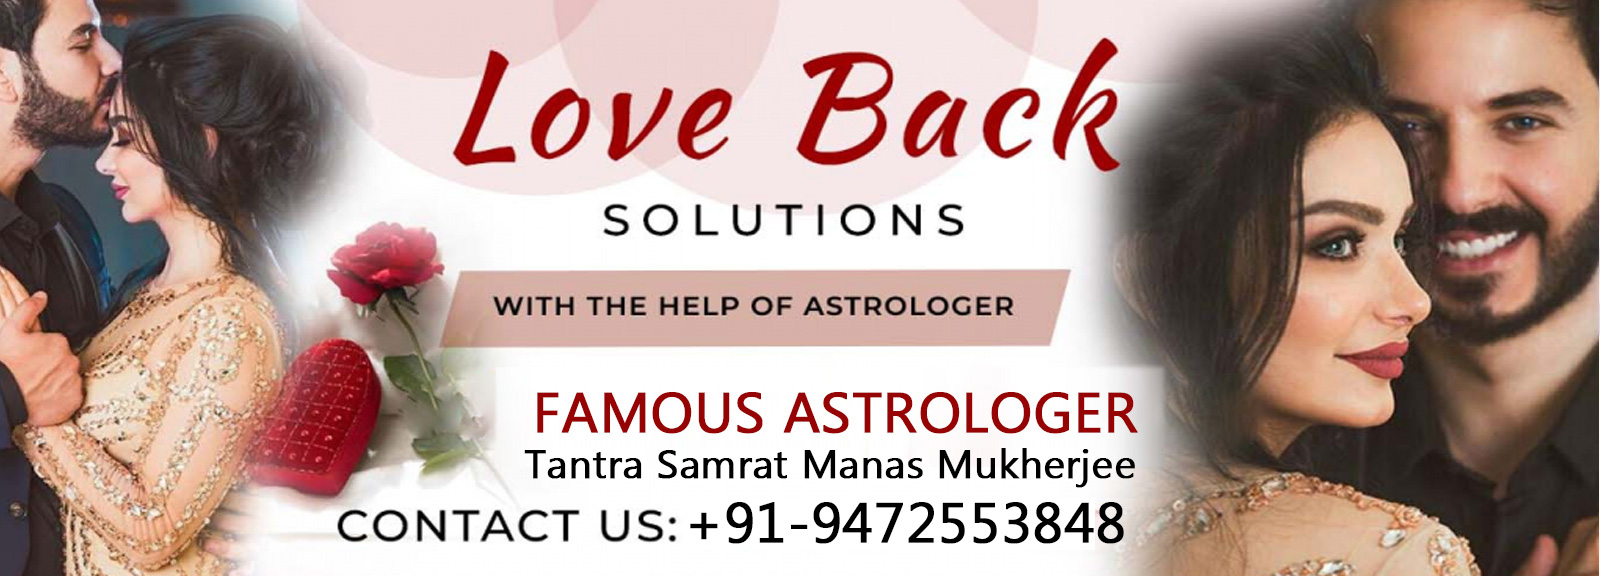 Love Back
SOLUTIONS
WITH THE HELP OF ASTROLOGER
FAMOUS ASTROLOGER
Tantra Samrat Manas Mukherjee
CONTACT US: +91-9472553848